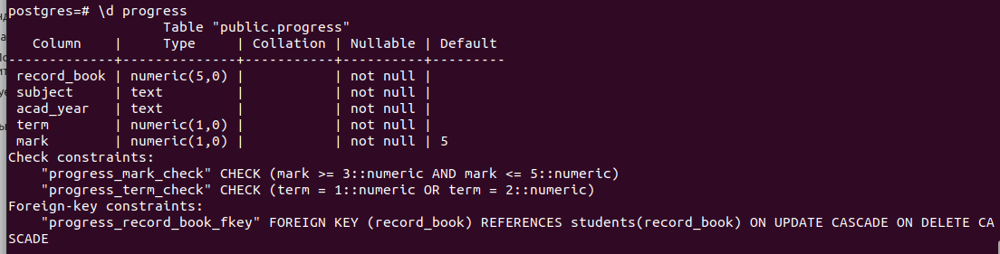 postgres=# \d progress
Table "public.progress"
Column | Type | Collation | Nullable | Default
-------------+--------------+-----------+----------+---------
record_book | numeric(5,0) | | not null |
subject | text | | not null |
acad_year | text | | not null |
term | numeric(1,0) | | not null |
mark | numeric(1,0) | | not null | 5
Check constraints:
"progress_mark_check" CHECK (mark >= 3::numeric AND mark <= 5::numeric)
"progress_term_check" CHECK (term = 1::numeric OR term = 2::numeric)
Foreign-key constraints:
"progress_record_book_fkey" FOREIGN KEY (record_book) REFERENCES students(record_book) ON UPDATE CASCADE ON DELETE CA
SCADE